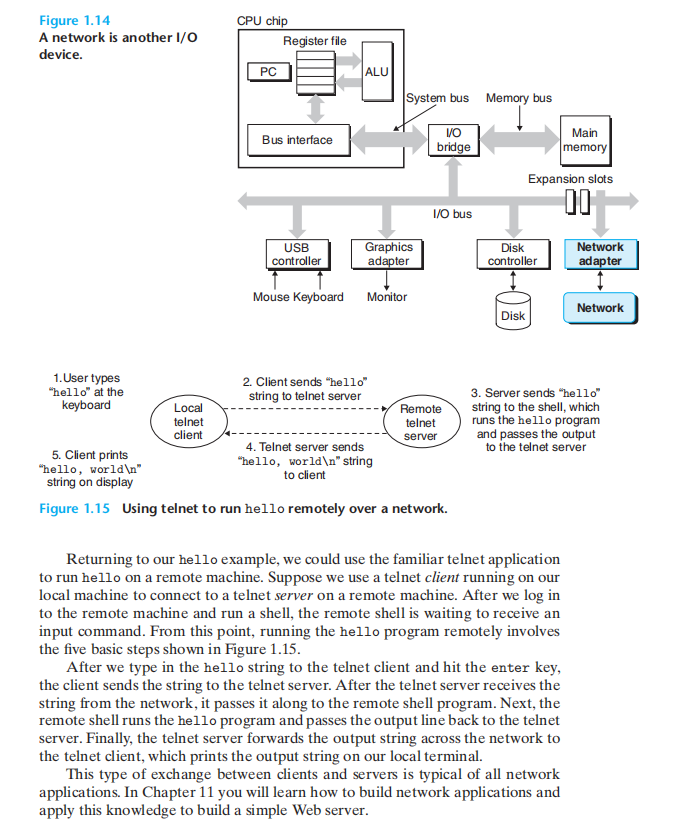 Figure 1.14
A network is another I/O
device.
CPU chip
Register file
PC
ALU
System bus
Memory bus
Bus interface
I/O
bridge
Main
memory
Expansion slots
I/O bus
USB
controller
Graphics
adapter
Disk
controller
Network
adapter
Mouse Keyboard
Monitor
Disk
Network
1.User types
“hello” at the
keyboard
2. Client sends “hello”
string to telnet server
Local
telnet
client
Remote
telnet
server
3. Server sends “hello”
string to the shell, which
runs the hello program
and passes the output
to the telnet server
5. Client prints
“hello, world\n”
string on display
4. Telnet server sends
“hello, world\n” string
to client
Figure 1.15 Using telnet to run hello remotely over a network.
Returning to our hello example, we could use the familiar telnet application
to run hello on a remote machine. Suppose we use a telnet client running on our
local machine to connect to a telnet server on a remote machine. After we log in
to the remote machine and run a shell, the remote shell is waiting to receive an
input command. From this point, running the hello program remotely involves
the five basic steps shown in Figure 1.15.
After we type in the hello string to the telnet client and hit the enter key,
the client sends the string to the telnet server. After the telnet server receives the
string from the network, it passes it along to the remote shell program. Next, the
remote shell runs the hello program and passes the output line back to the telnet
server. Finally, the telnet server forwards the output string across the network to
the telnet client, which prints the output string on our local terminal.
This type of exchange between clients and servers is typical of all network
applications. In Chapter 11 you will learn how to build network applications and
apply this knowledge to build a simple Web server.